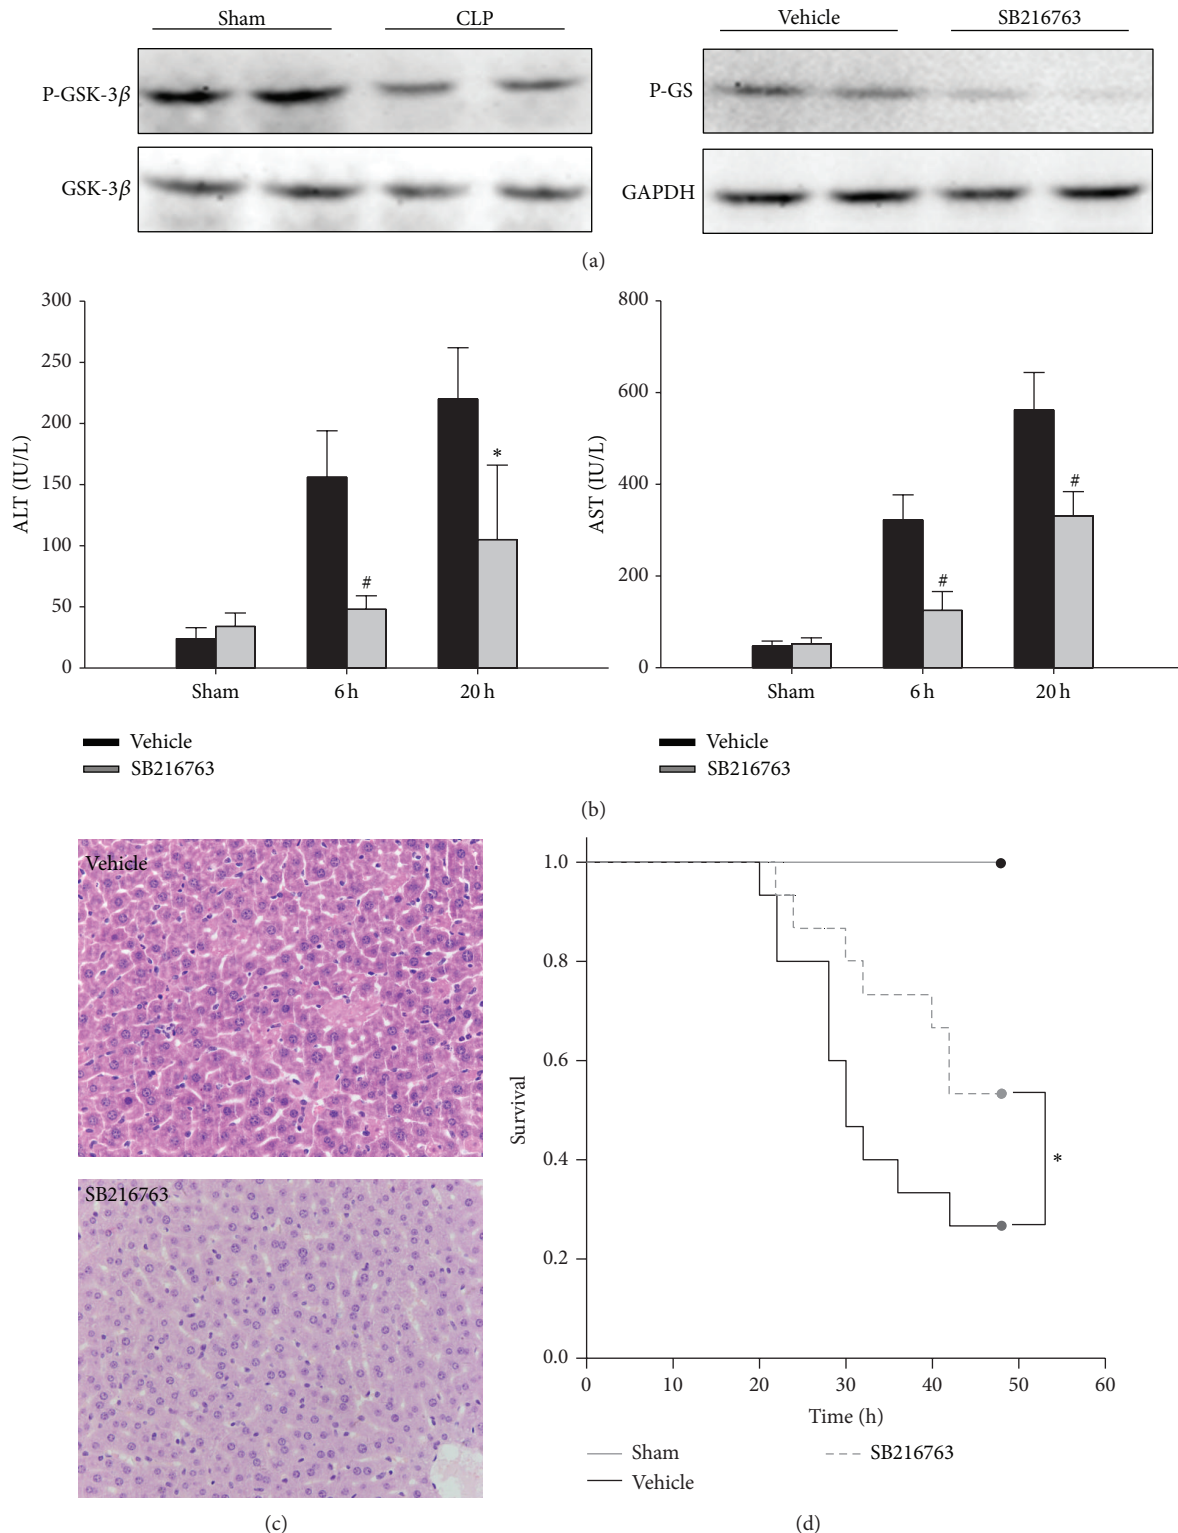 Sham CLP
P-GSK-3β
GSK-3β
Vehicle SB216763
P-GS
GAPDH
(a)
300
250
200
150
100
50
0
ALT (IU/L)
*
#
Sham 6 h 20 h
Vehicle
SB216763
800
600
400
200
0
AST (IU/L)
#
#
Sham 6 h 20 h
Vehicle
SB216763
(b)
Vehicle
SB216763
(c)
1.0
0.8
0.6
0.4
0.2
0.0
Survival
*
0 10 20 30 40 50 60
Time (h)
Sham SB216763
Vehicle
(d)